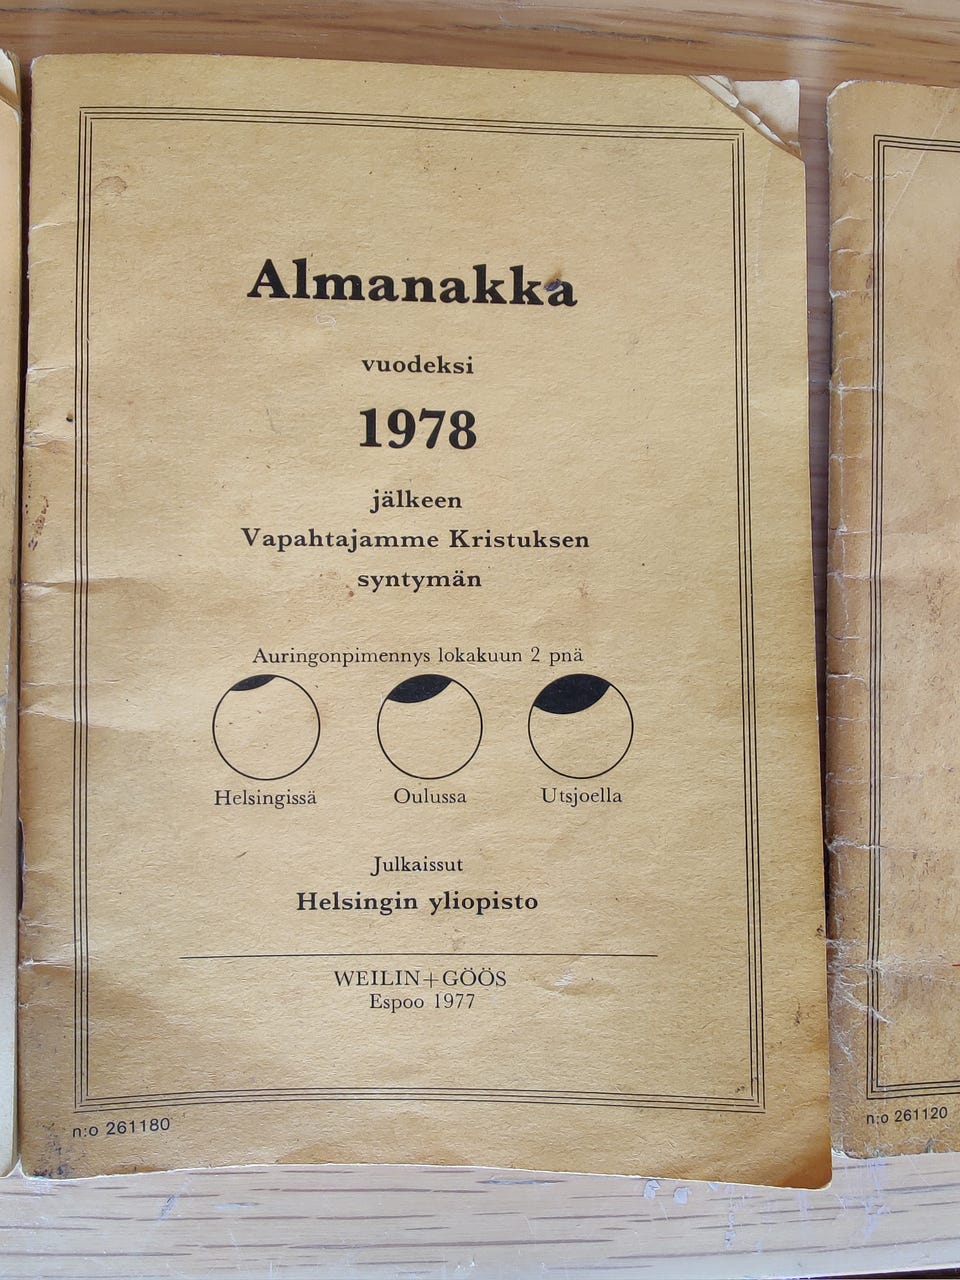 Almanakka
vuodeksi
1978
jälkeen
Vapahtajamme Kristuksen
syntymän
Auringonpimennys lokakuun 2 pnä
Helsingissä Oulussa Utsjoella
Julkaissut
Helsingin yliopisto
WEILIN+GÖÖS
Espoo 1977
n:o 261180
n:o 261120